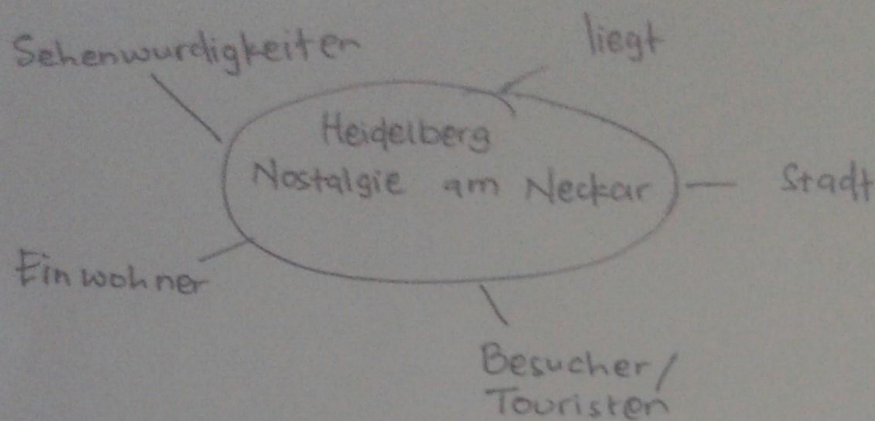 Sehenwurdigkeiten
liegt
Heidelberg
Nostalgie am Neckar
Stadt
Einwohner
Besucher/
Touristen